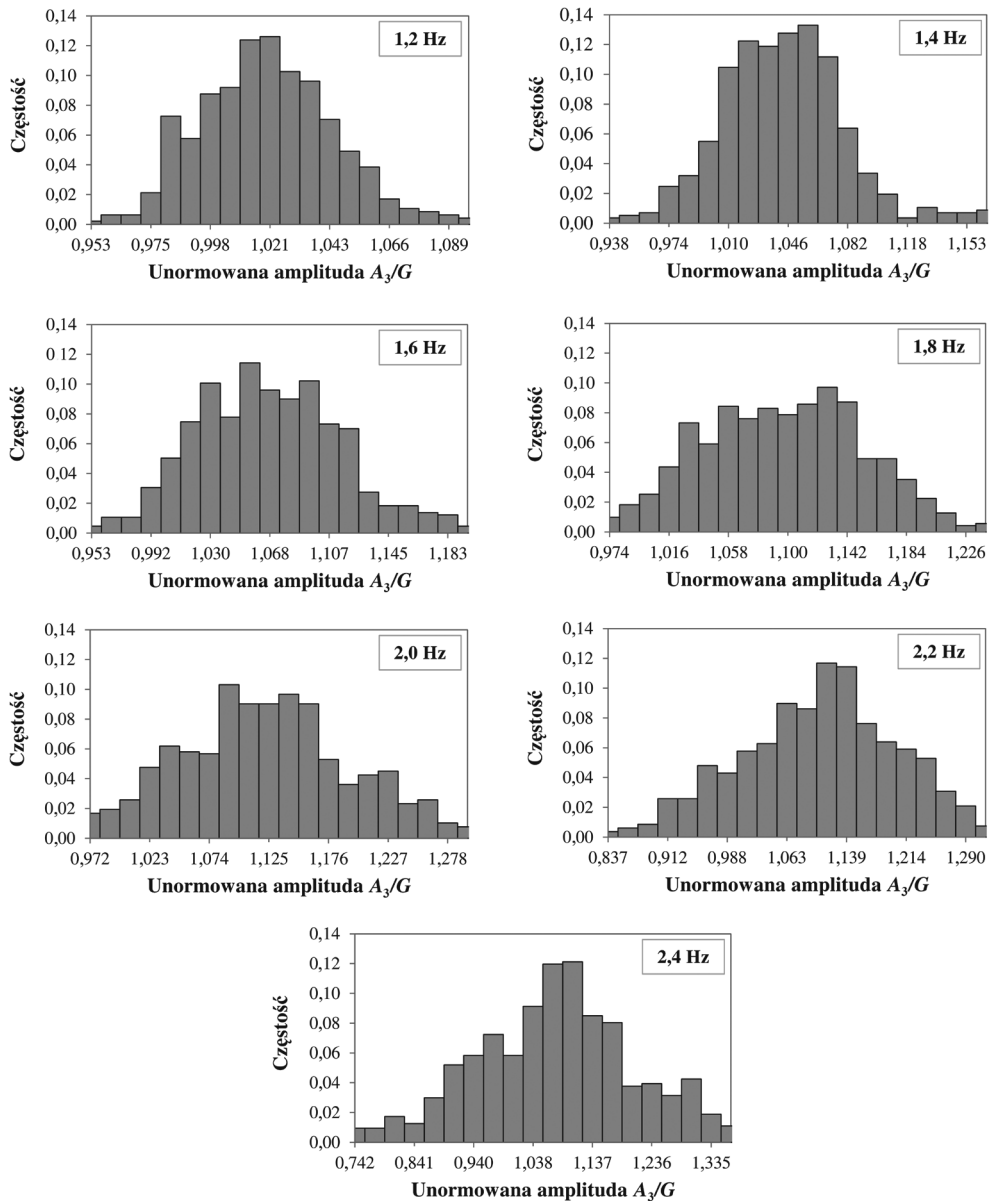 1,2 Hz
Częstość
0,14
0,12
0,10
0,08
0,06
0,04
0,02
0,00
0,953 0,975 0,998 1,021 1,043 1,066 1,089
Unormowana amplituda A3/G
1,4 Hz
Częstość
0,14
0,12
0,10
0,08
0,06
0,04
0,02
0,00
0,938 0,974 1,010 1,046 1,082 1,118 1,153
Unormowana amplituda A3/G
1,6 Hz
Częstość
0,14
0,12
0,10
0,08
0,06
0,04
0,02
0,00
0,953 0,992 1,030 1,068 1,107 1,145 1,183
Unormowana amplituda A3/G
1,8 Hz
Częstość
0,14
0,12
0,10
0,08
0,06
0,04
0,02
0,00
0,974 1,016 1,058 1,100 1,142 1,184 1,226
Unormowana amplituda A3/G
2,0 Hz
Częstość
0,14
0,12
0,10
0,08
0,06
0,04
0,02
0,00
0,972 1,023 1,074 1,125 1,176 1,227 1,278
Unormowana amplituda A3/G
2,2 Hz
Częstość
0,14
0,12
0,10
0,08
0,06
0,04
0,02
0,00
0,837 0,912 0,988 1,063 1,139 1,214 1,290
Unormowana amplituda A3/G
2,4 Hz
Częstość
0,14
0,12
0,10
0,08
0,06
0,04
0,02
0,00
0,742 0,841 0,940 1,038 1,137 1,236 1,335
Unormowana amplituda A3/G